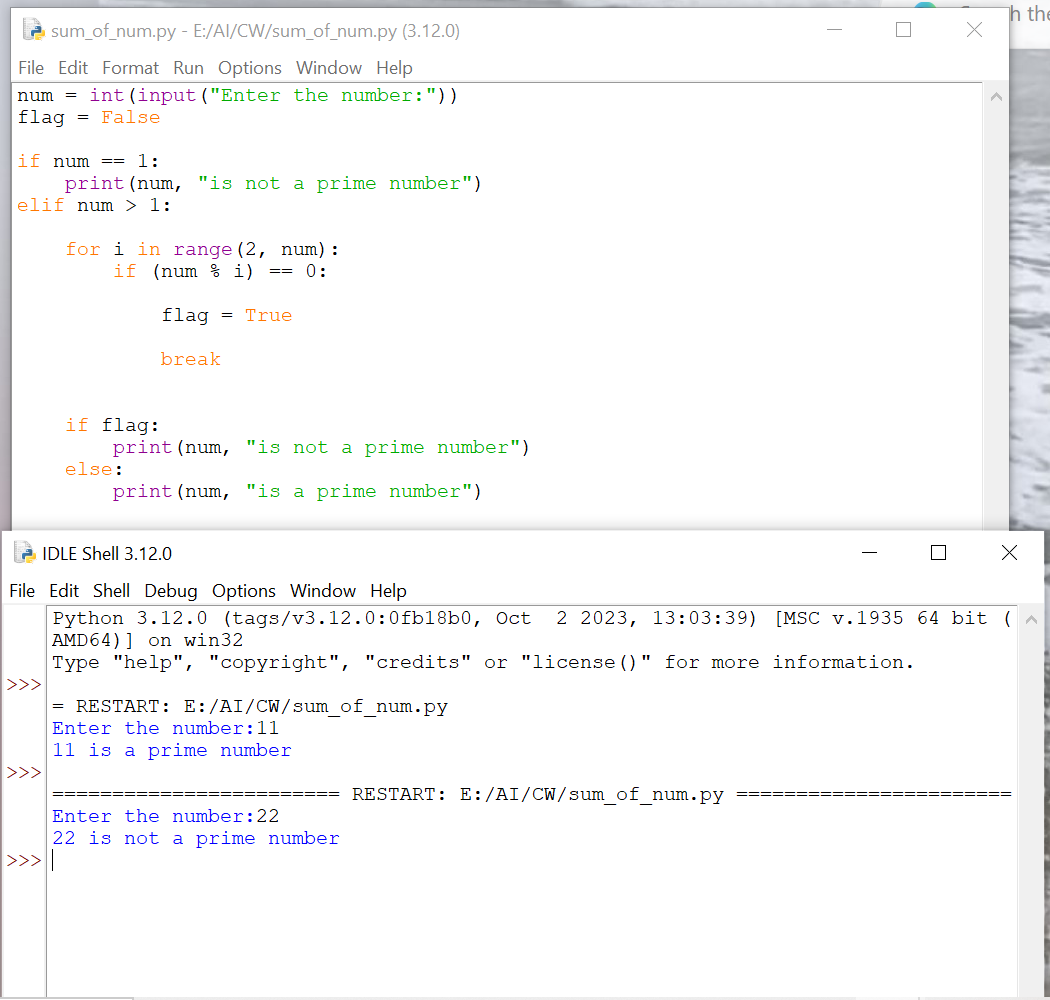 h the
sum_of_num.py - E:/AI/CW/sum_of_num.py (3.12.0)
File Edit Format Run Options Window Help
num = int(input("Enter the number:"))
flag = False
if num == 1:
    print(num, "is not a prime number")
elif num > 1:
    for i in range(2, num):
        if (num % i) == 0:
            flag = True
            break
    if flag:
        print(num, "is not a prime number")
    else:
        print(num, "is a prime number")
IDLE Shell 3.12.0
File Edit Shell Debug Options Window Help
Python 3.12.0 (tags/v3.12.0:0fb18b0, Oct  2 2023, 13:03:39) [MSC v.1935 64 bit (
AMD64)] on win32
Type "help", "copyright", "credits" or "license()" for more information.
>>>
= RESTART: E:/AI/CW/sum_of_num.py
Enter the number:11
11 is a prime number
>>>
======================== RESTART: E:/AI/CW/sum_of_num.py =======================
Enter the number:22
22 is not a prime number
>>>